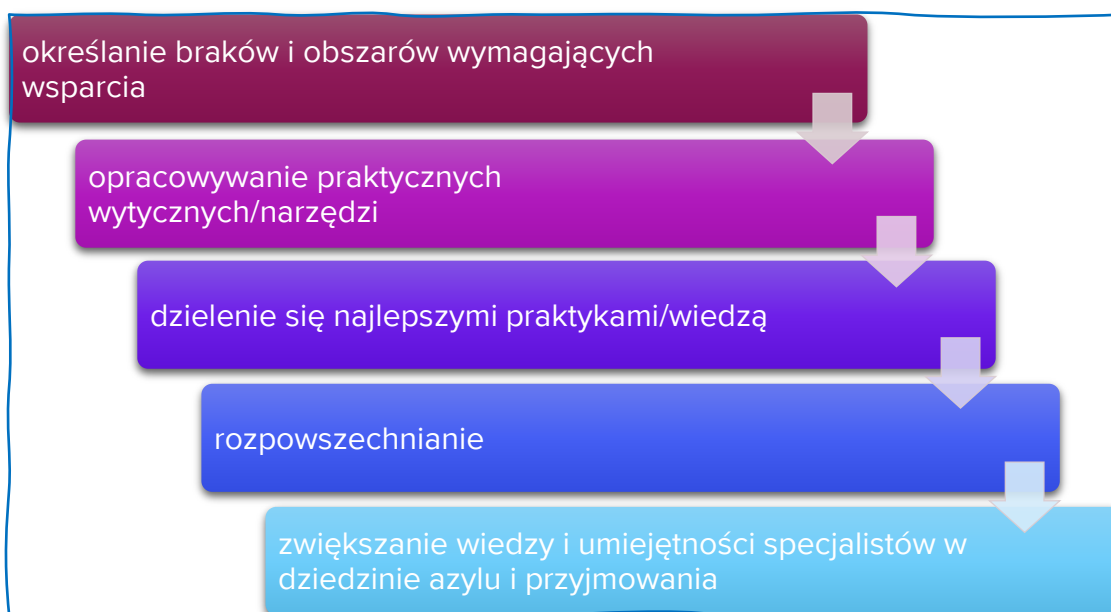 określanie braków i obszarów wymagających
wsparcia
opracowywanie praktycznych
wytycznych/narzędzi
dzielenie się najlepszymi praktykami/wiedzą
rozpowszechnianie
zwiększanie wiedzy i umiejętności specjalistów w
dziedzinie azylu i przyjmowania